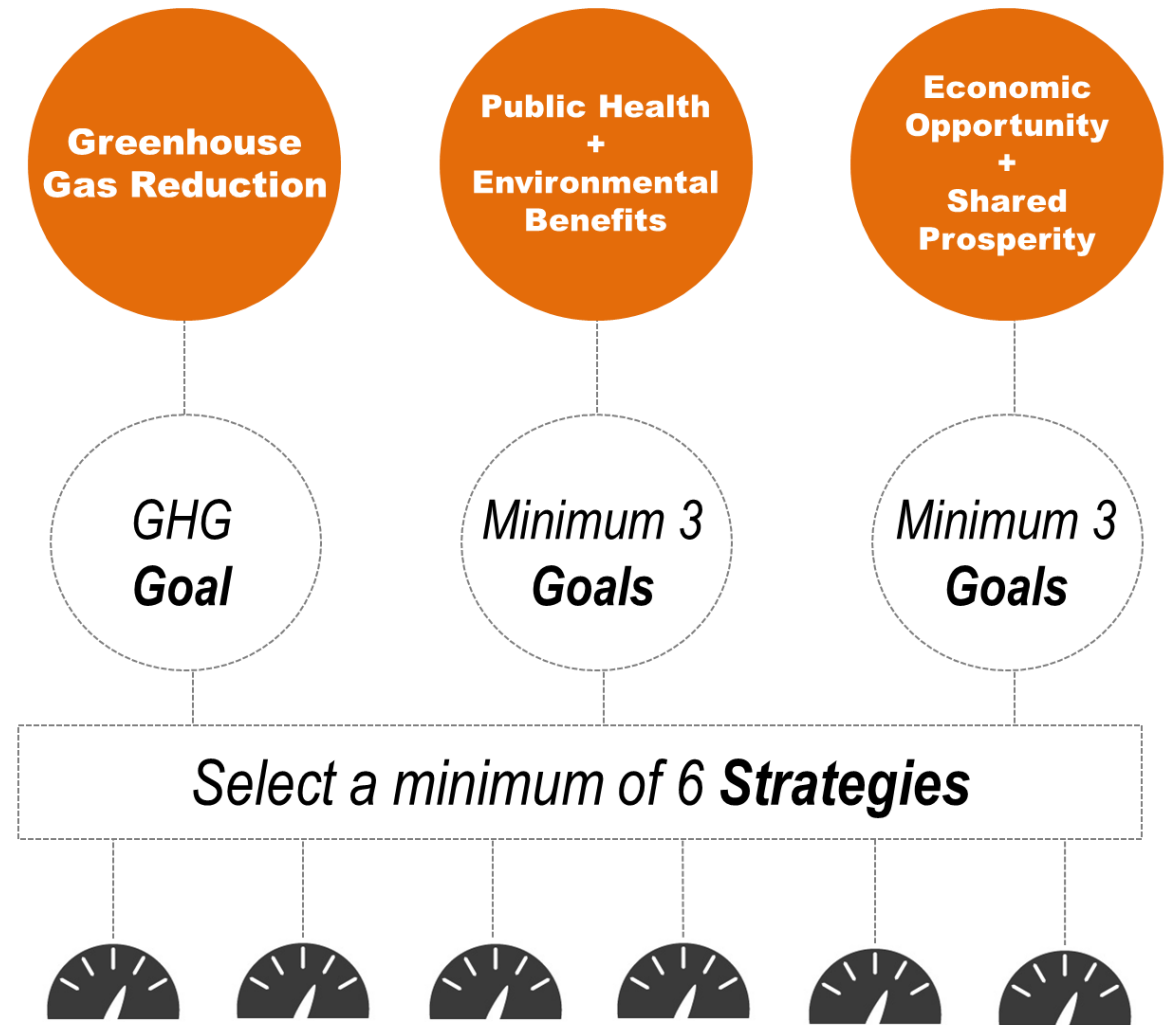 Greenhouse
Gas Reduction
Public Health
+
Environmental
Benefits
Economic
Opportunity
+
Shared
Prosperity
GHG
Goal
Minimum 3
Goals
Minimum 3
Goals
Select a minimum of 6 Strategies